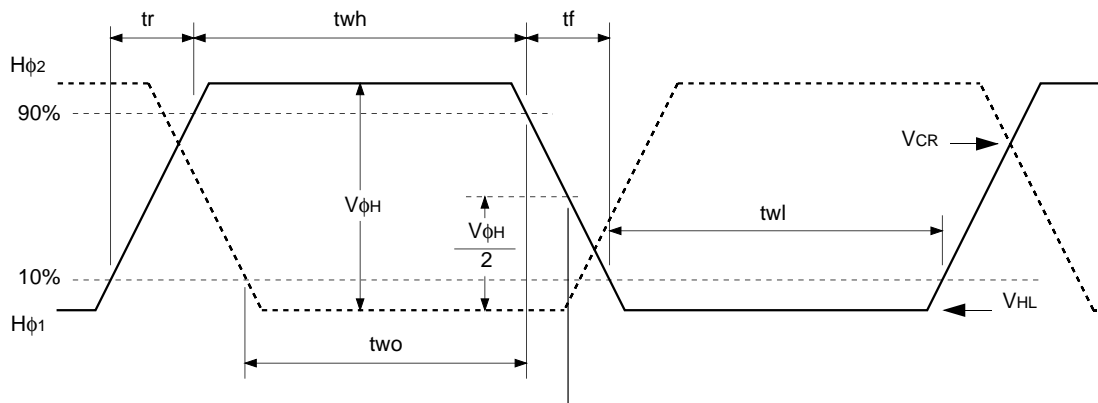 tr twh tf
Hϕ2
90%
VCR
VϕH
VϕH
2
twl
10%
VHL
Hϕ1
two